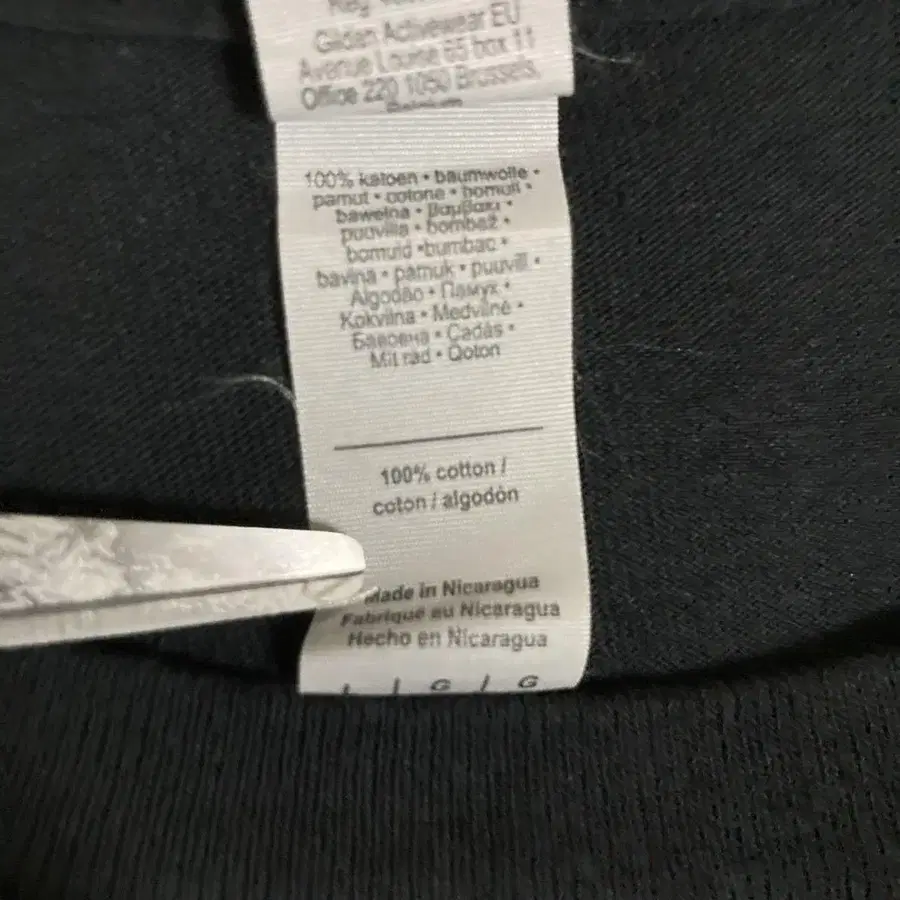 Gildan Activewear EU
Avenue Louise 65 box 11
Office 220 1050 Brussels,
Belgium
100% katoen • baumwolle •
pamut • cotone • bomull •
bawełna • βαμβάκι •
puuvilla • bombaž •
bomuld •bumbac •
bavlna • pamuk • puuvill •
Algodão • Памук •
Kokvilna • Medvilnė •
Бавовна • Cadás •
Mit rad • Qoton
100% cotton /
coton / algodón
Made in Nicaragua
Fabriqué au Nicaragua
Hecho en Nicaragua
L / G / G